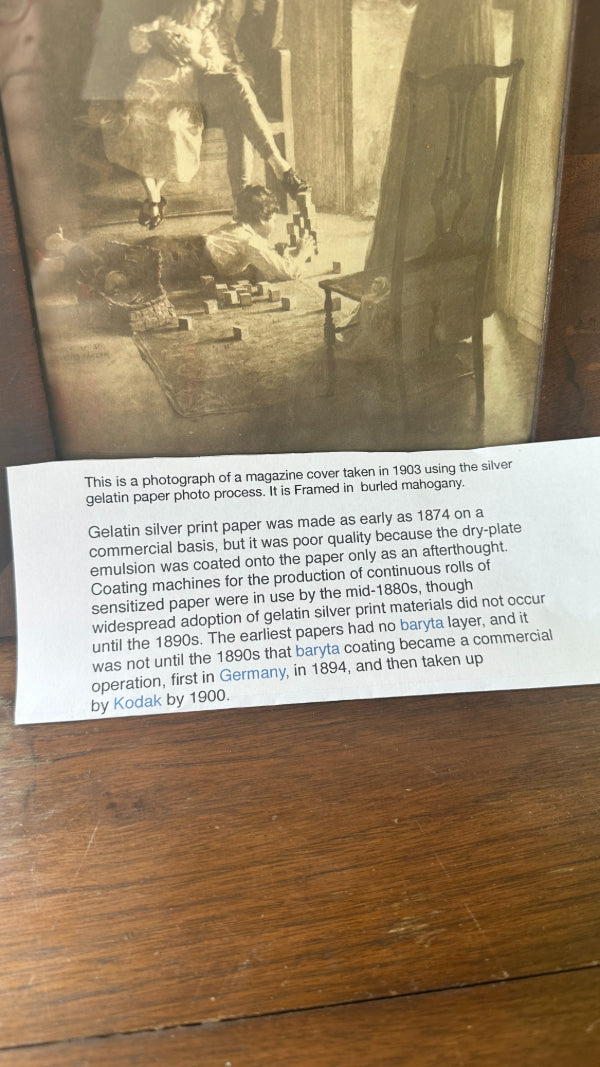 This is a photograph of a magazine cover taken in 1903 using the silver
gelatin paper photo process. It is Framed in burled mahogany.
Gelatin silver print paper was made as early as 1874 on a
commercial basis, but it was poor quality because the dry-plate
emulsion was coated onto the paper only as an afterthought.
Coating machines for the production of continuous rolls of
sensitized paper were in use by the mid-1880s, though
widespread adoption of gelatin silver print materials did not occur
until the 1890s. The earliest papers had no baryta layer, and it
was not until the 1890s that baryta coating became a commercial
operation, first in Germany, in 1894, and then taken up
by Kodak by 1900.